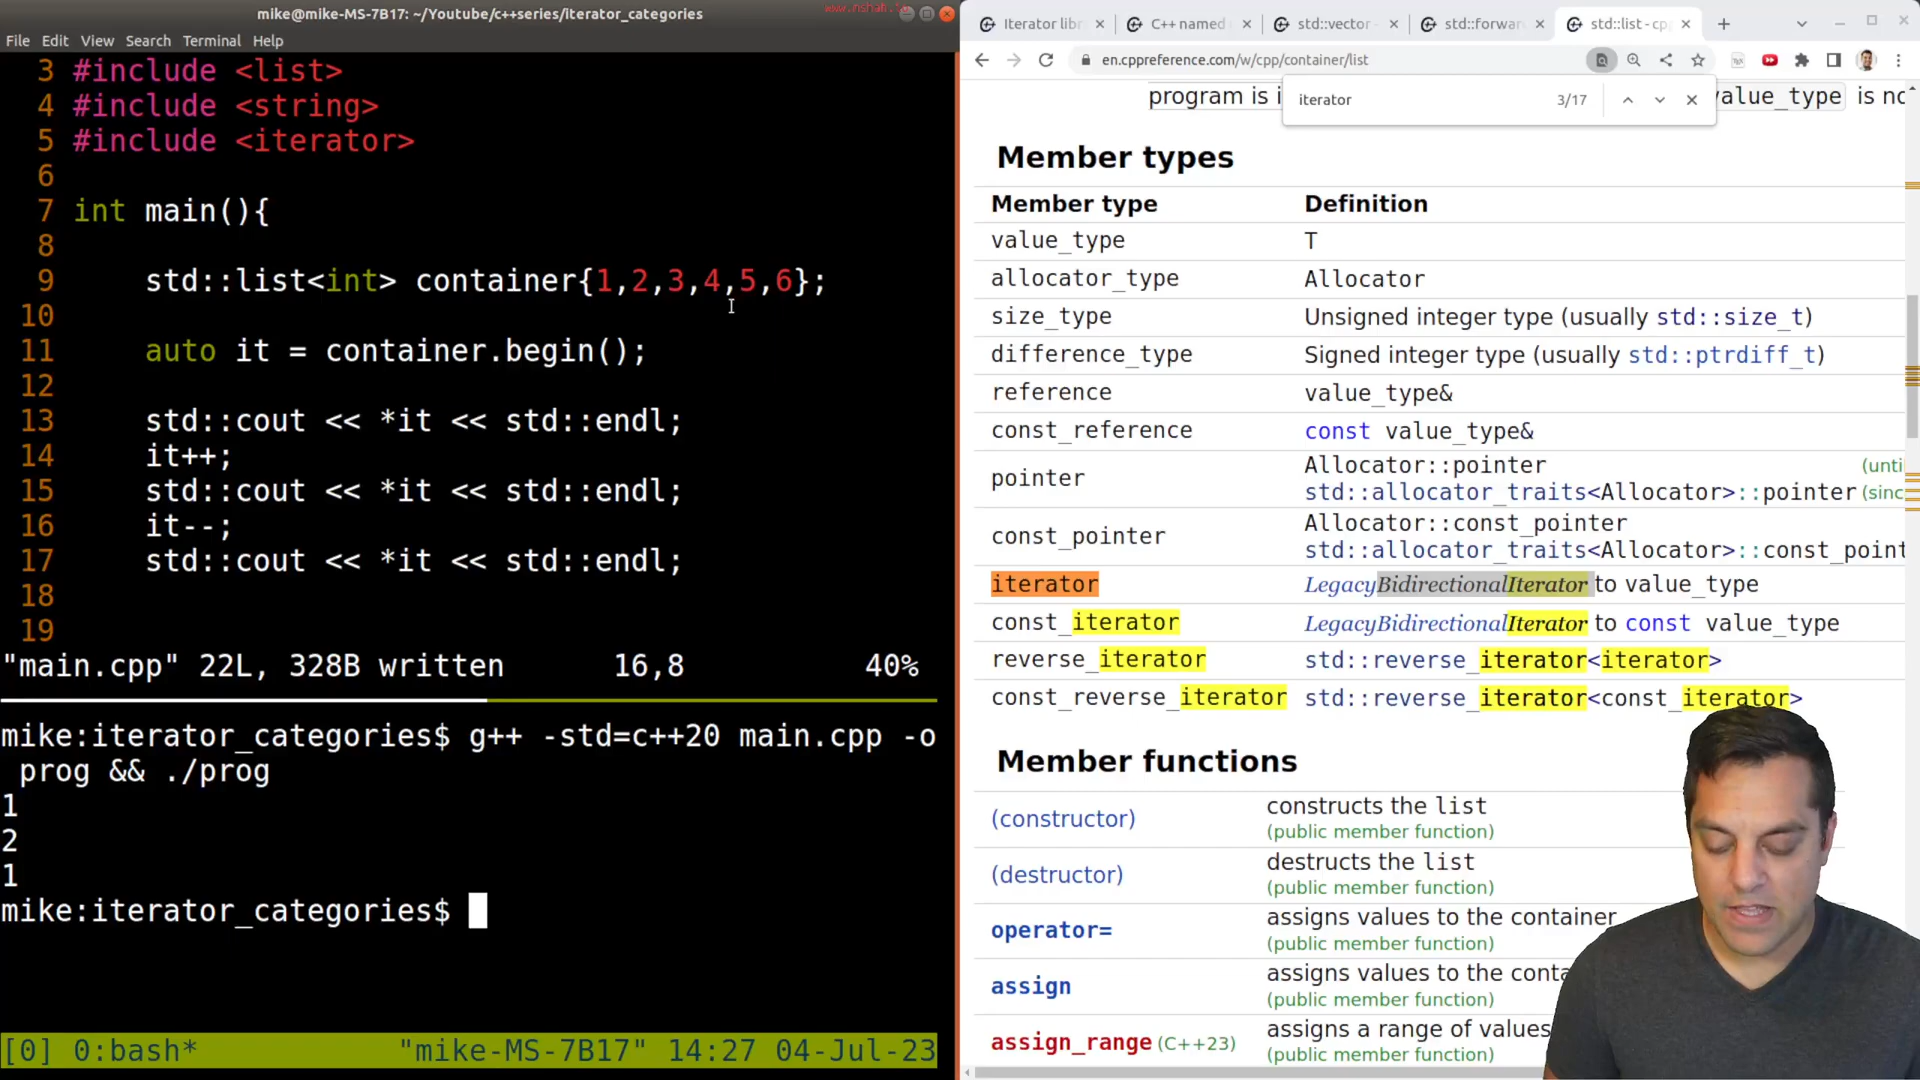 mike@mike-MS-7B17: ~/Youtube/c++series/iterator_categories
File Edit View Search Terminal Help
3 #include <list>
4 #include <string>
5 #include <iterator>
6
7 int main(){
8
9 std::list<int> container{1,2,3,4,5,6};
10
11 auto it = container.begin();
12
13 std::cout << *it << std::endl;
14 it++;
15 std::cout << *it << std::endl;
16 it--;
17 std::cout << *it << std::endl;
18
19
"main.cpp" 22L, 328B written 16,8 40%
mike:iterator_categories$ g++ -std=c++20 main.cpp -o
prog && ./prog
1
2
1
mike:iterator_categories$
[0] 0:bash* "mike-MS-7B17" 14:27 04-Jul-23
Iterator lib C++ named std::vector - std::forwar std::list - cpp
en.cppreference.com/w/cpp/container/list
iterator 3/17
program is i value_type is no
Member types
Member type Definition
value_type T
allocator_type Allocator
size_type Unsigned integer type (usually std::size_t)
difference_type Signed integer type (usually std::ptrdiff_t)
reference value_type&
const_reference const value_type&
pointer Allocator::pointer (unti
std::allocator_traits<Allocator>::pointer (sinc
const_pointer Allocator::const_pointer
std::allocator_traits<Allocator>::const_point
iterator LegacyBidirectionalIterator to value_type
const_iterator LegacyBidirectionalIterator to const value_type
reverse_iterator std::reverse_iterator<iterator>
const_reverse_iterator std::reverse_iterator<const_iterator>
Member functions
(constructor) constructs the list
(public member function)
(destructor) destructs the list
(public member function)
operator= assigns values to the container
(public member function)
assign assigns values to the conta
(public member function)
assign_range (C++23) assigns a range of values
(public member function)